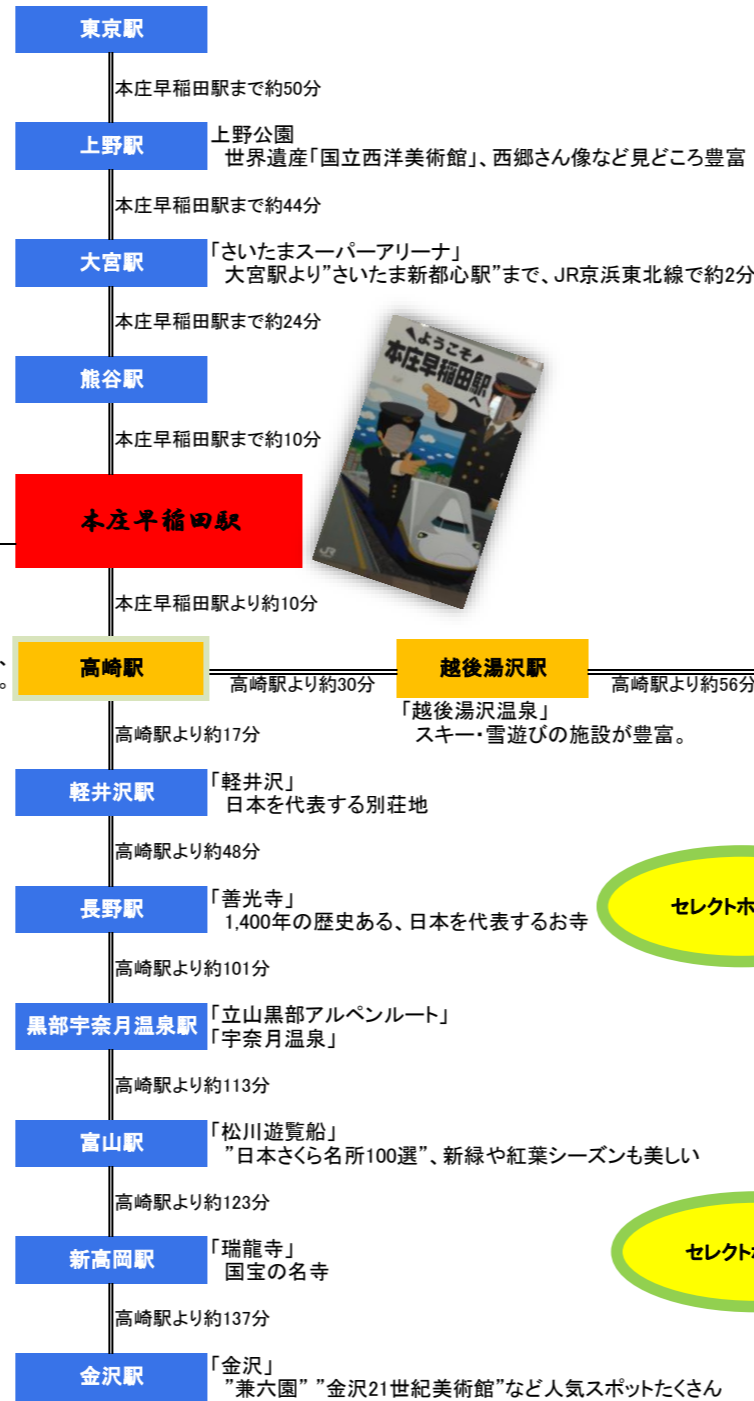 東京駅
本庄早稲田駅まで約50分
上野駅
上野公園
世界遺産「国立西洋美術館」、西郷さん像など見どころ豊富
本庄早稲田駅まで約44分
大宮駅
「さいたまスーパーアリーナ」
大宮駅より”さいたま新都心駅”まで、JR京浜東北線で約2分
本庄早稲田駅まで約24分
熊谷駅
本庄早稲田駅まで約10分
ようこそ
本庄早稲田駅
へ
JR
本庄早稲田駅
本庄早稲田駅より約10分
、
。
高崎駅
高崎駅より約30分
越後湯沢駅
高崎駅より約56分
「越後湯沢温泉」
スキー・雪遊びの施設が豊富。
高崎駅より約17分
軽井沢駅
「軽井沢」
日本を代表する別荘地
高崎駅より約48分
長野駅
「善光寺」
1,400年の歴史ある、日本を代表するお寺
セレクトホ
高崎駅より約101分
黒部宇奈月温泉駅
「立山黒部アルペンルート」
「宇奈月温泉」
高崎駅より約113分
富山駅
「松川遊覧船」
”日本さくら名所100選”、新緑や紅葉シーズンも美しい
高崎駅より約123分
新高岡駅
「瑞龍寺」
国宝の名寺
セレクトホ
高崎駅より約137分
金沢駅
「金沢」
”兼六園” ”金沢21世紀美術館”など人気スポットたくさん